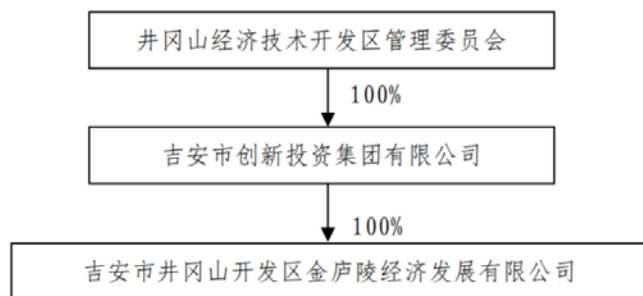 井冈山经济技术开发区管理委员会
100%
吉安市创新投资集团有限公司
100%
吉安市井冈山开发区金庐陵经济发展有限公司